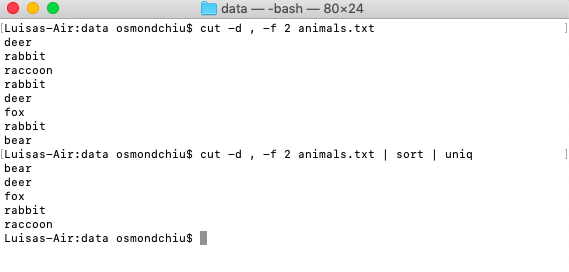 data — -bash — 80×24
[Luisas-Air:data osmondchiu$ cut -d , -f 2 animals.txt ]
deer
rabbit
raccoon
rabbit
deer
fox
rabbit
bear
[Luisas-Air:data osmondchiu$ cut -d , -f 2 animals.txt | sort | uniq ]
bear
deer
fox
rabbit
raccoon
Luisas-Air:data osmondchiu$